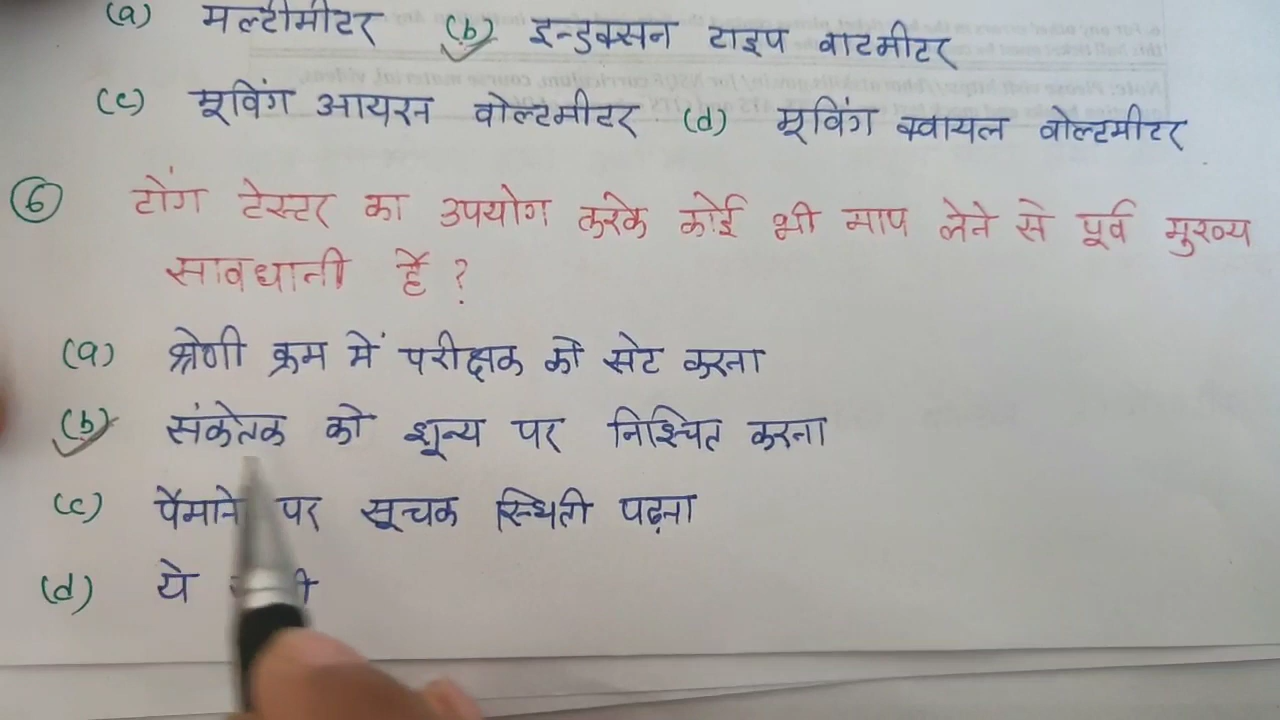 (a) मल्टीमीटर (b) इन्डक्सन टाइप वाटमीटर
(c) मूविंग आयरन वोल्टमीटर (d) मूविंग क्वायल वोल्टमीटर
6 टोंग टेस्टर का उपयोग करके कोई भी माप लेने से पूर्व मुख्य
सावधानी हैं ?
(a) श्रेणी क्रम में परीक्षक को सेट करना
(b) संकेतक को शून्य पर निश्चित करना
(c) पैमाने पर सूचक स्थिती पढ़ना
(d) ये